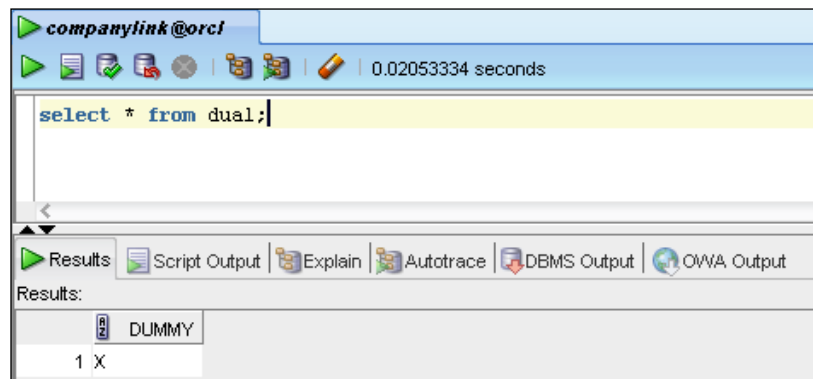 companylink@orcl
0.02053334 seconds
select * from dual;
Results Script Output Explain Autotrace DBMS Output OWA Output
Results:
DUMMY
1 X